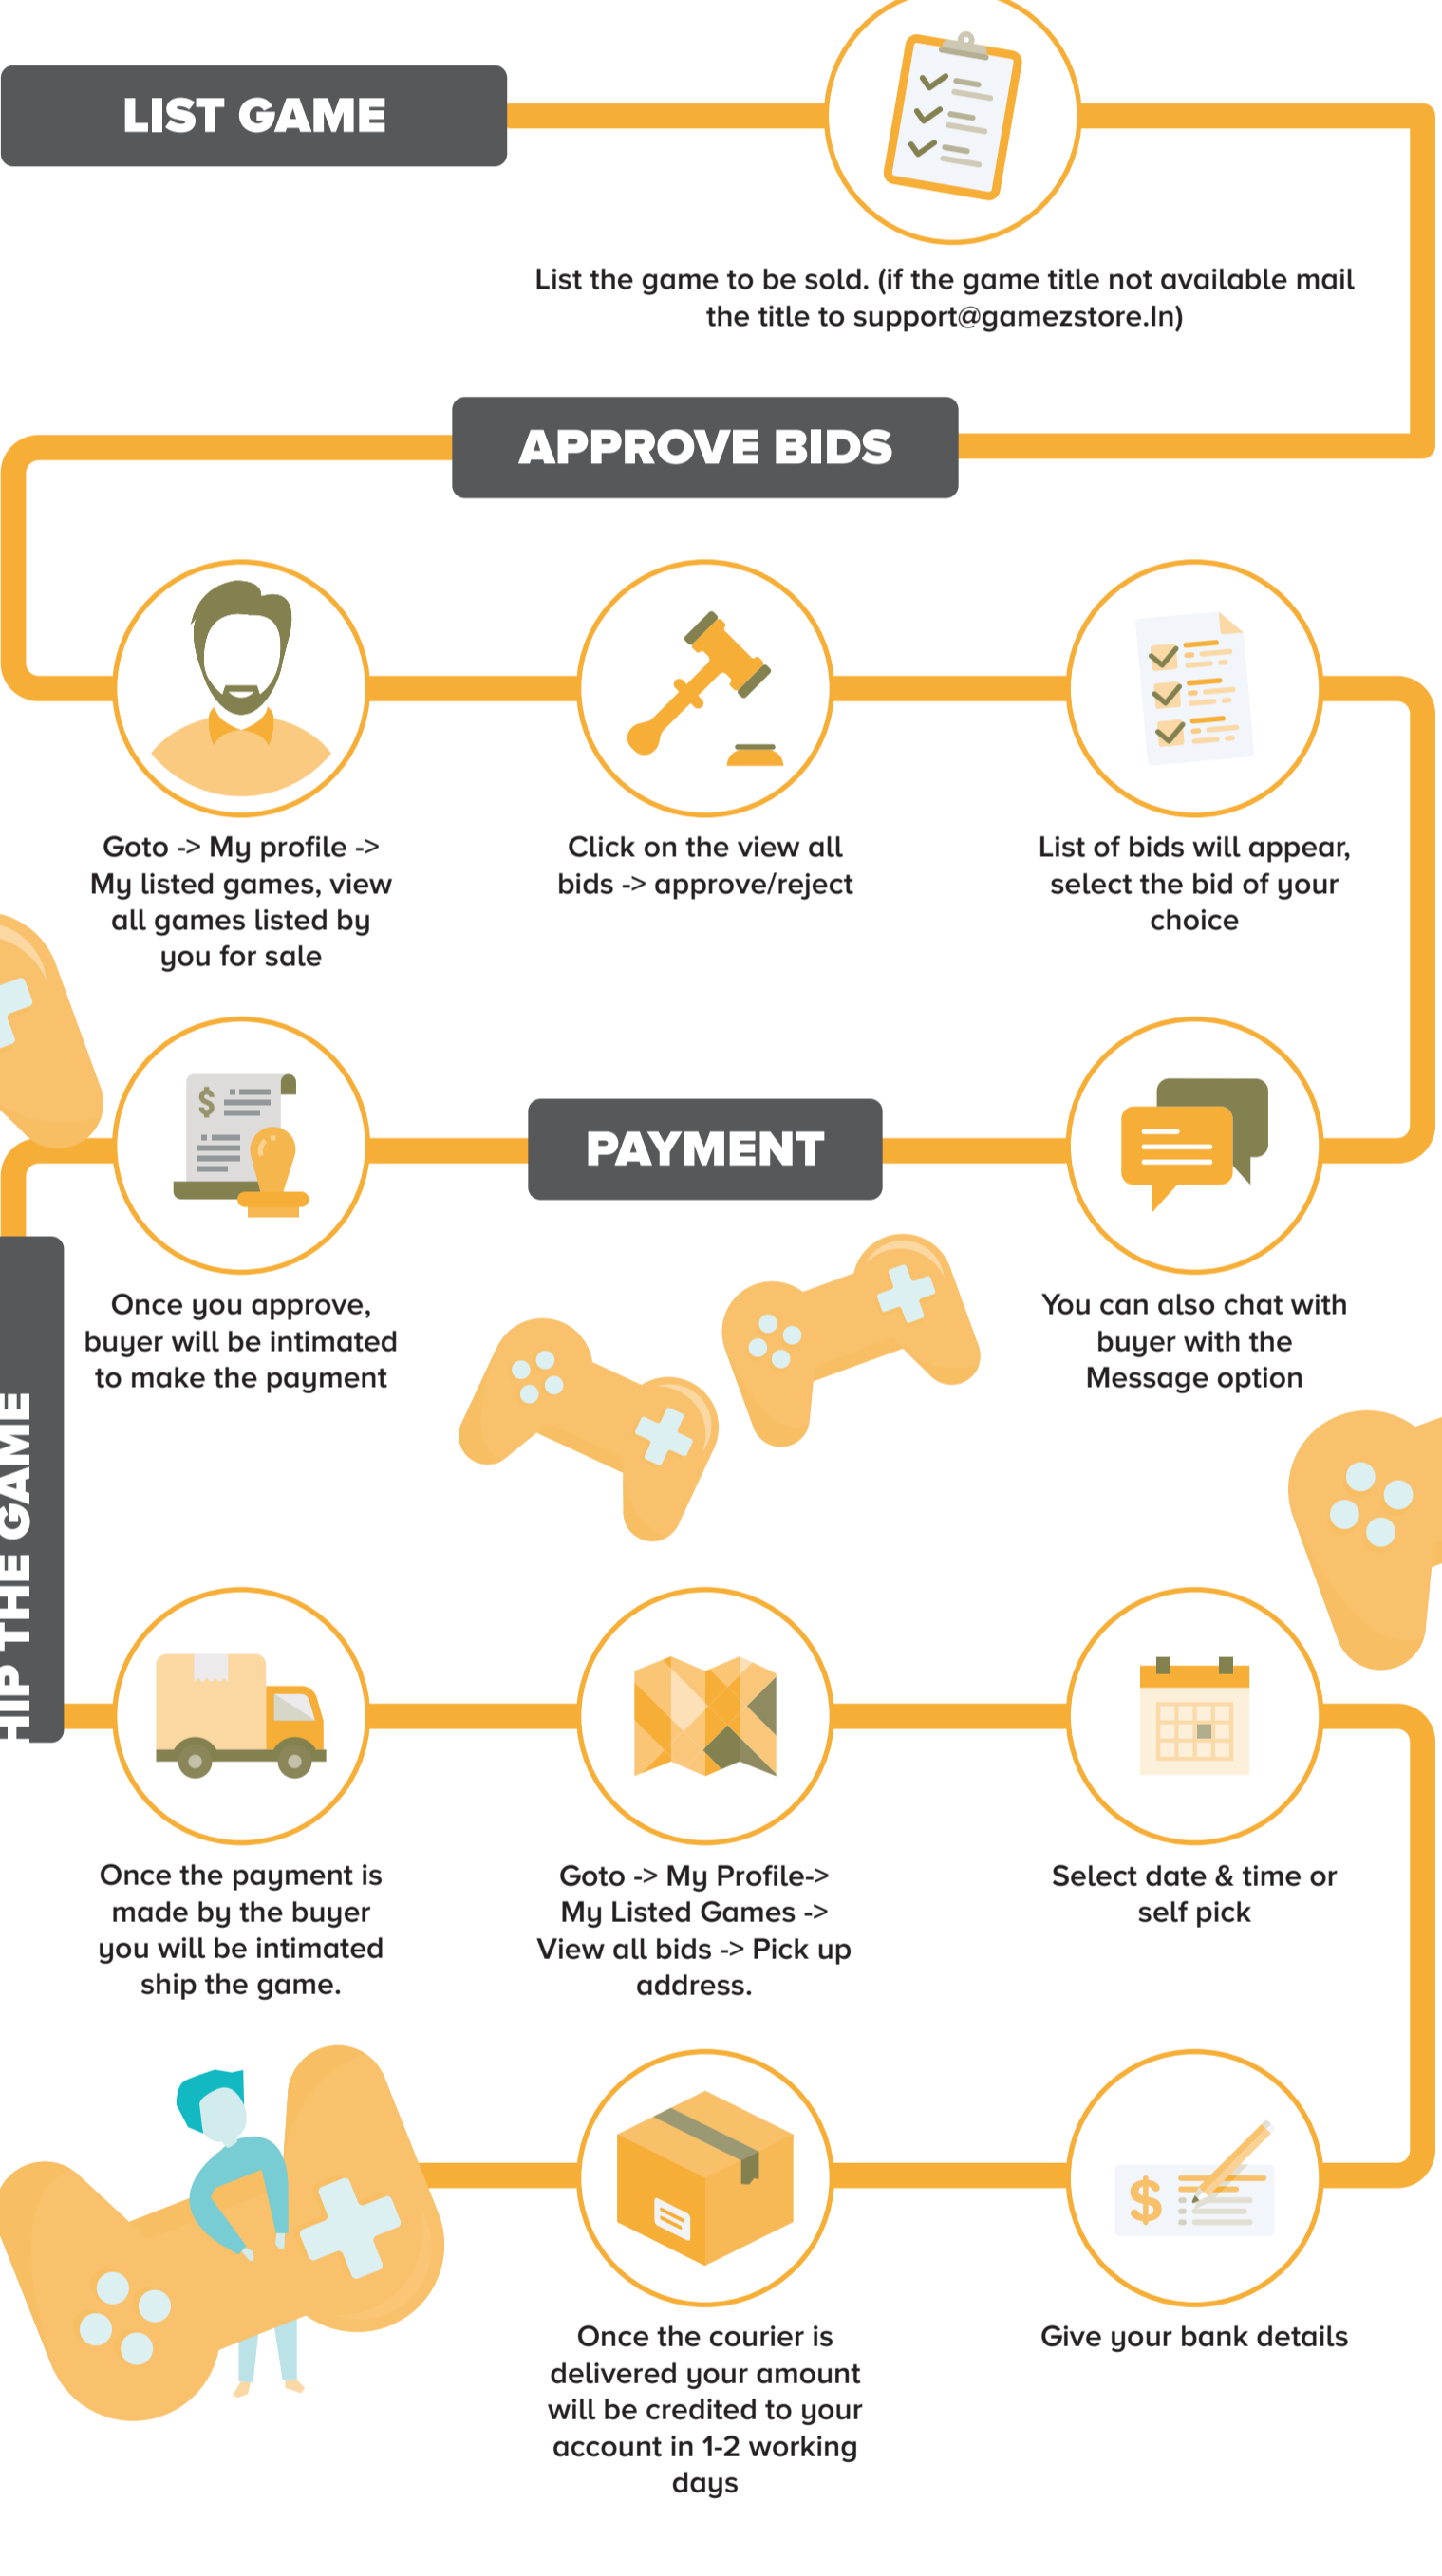 LIST GAME
List the game to be sold. (if the game title not available mail
the title to support@gamezstore.In)
APPROVE BIDS
Goto -> My profile ->
My listed games, view
all games listed by
you for sale
Click on the view all
bids -> approve/reject
List of bids will appear,
select the bid of your
choice
You can also chat with
buyer with the
Message option
PAYMENT
Once you approve,
buyer will be intimated
to make the payment
HIP THE GAME
Once the payment is
made by the buyer
you will be intimated
ship the game.
Goto -> My Profile->
My Listed Games ->
View all bids -> Pick up
address.
Select date & time or
self pick
Give your bank details
Once the courier is
delivered your amount
will be credited to your
account in 1-2 working
days